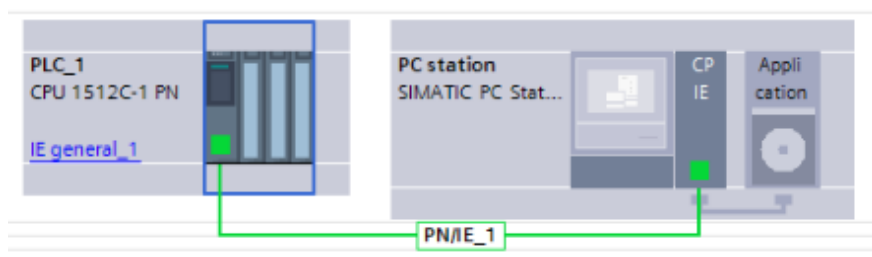 PLC_1
CPU 1512C-1 PN
IE general_1
PC station
SIMATIC PC Stat...
CP
IE
Appli
cation
PN/IE_1